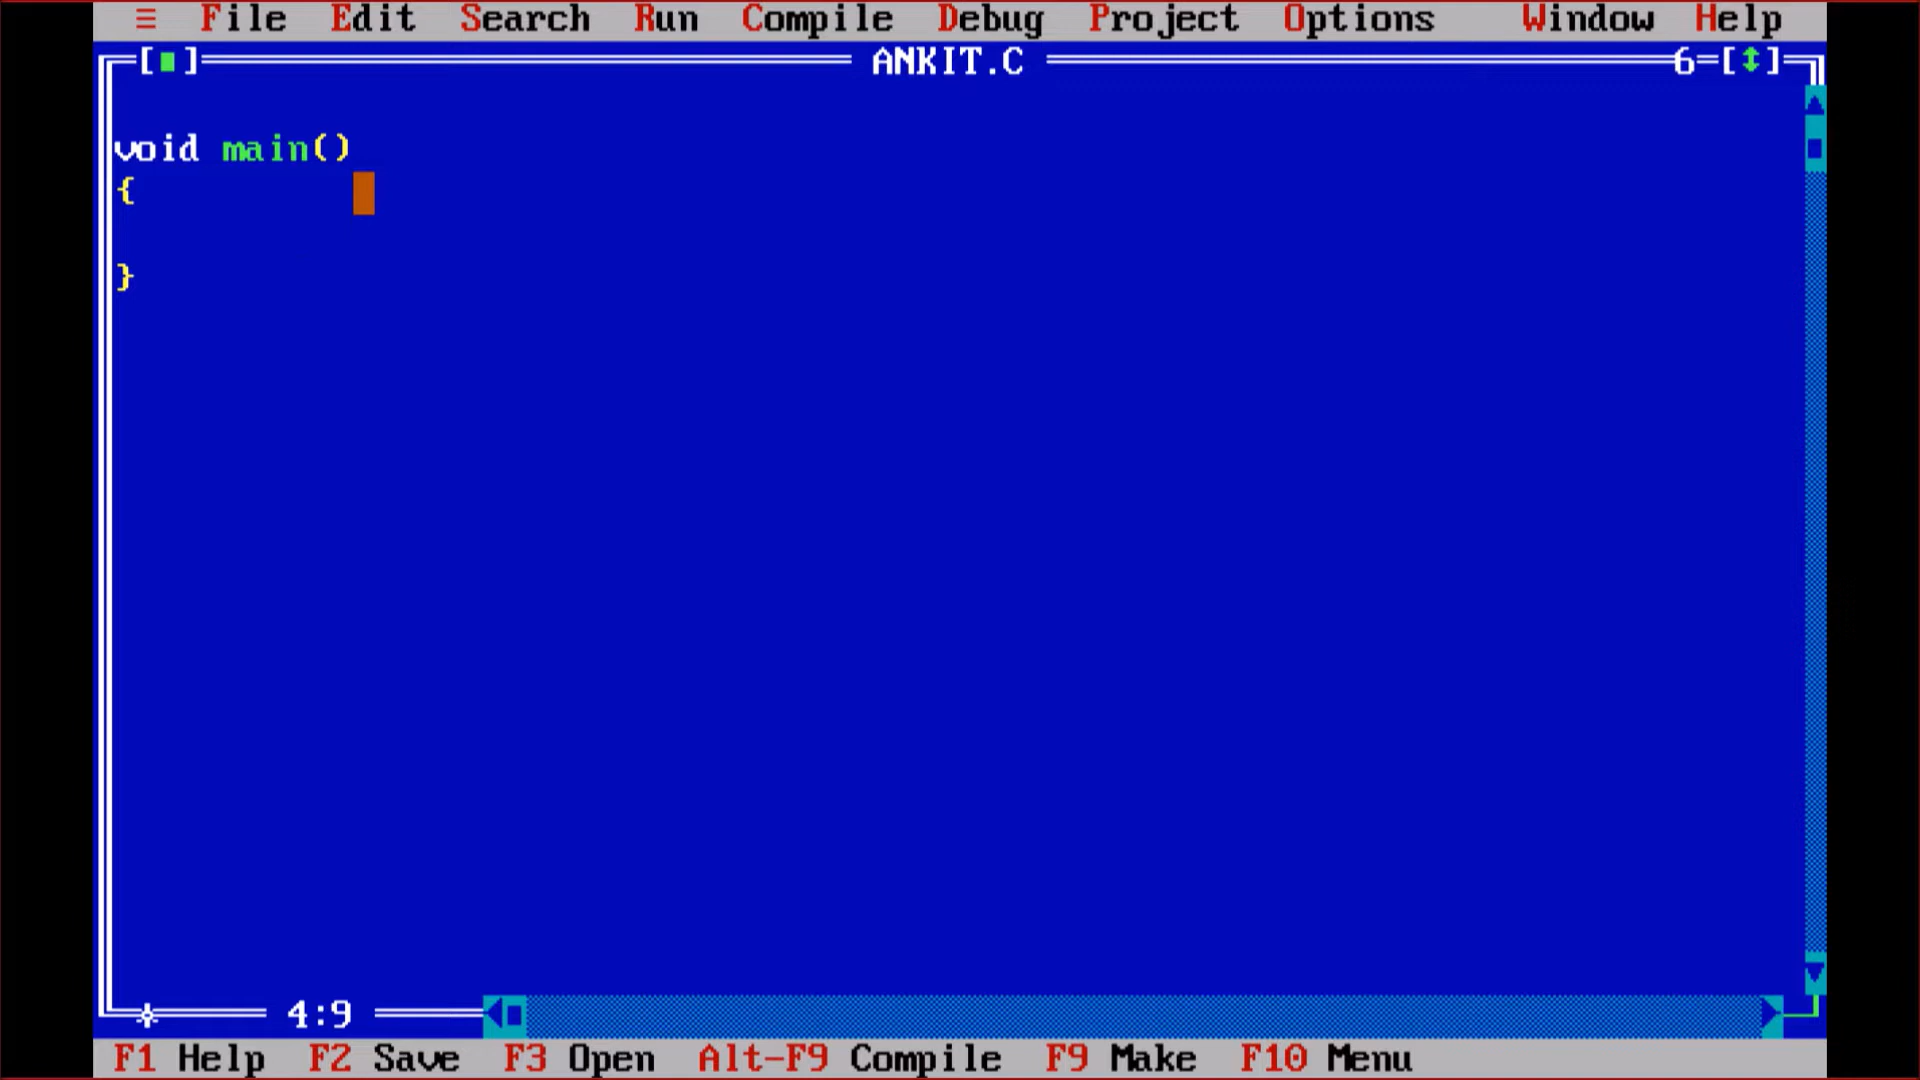 ≡ File Edit Search Run Compile Debug Project Options Window Help
[■] ANKIT.C 6=[↕]
void main()
{
}
4:9
F1 Help F2 Save F3 Open Alt-F9 Compile F9 Make F10 Menu